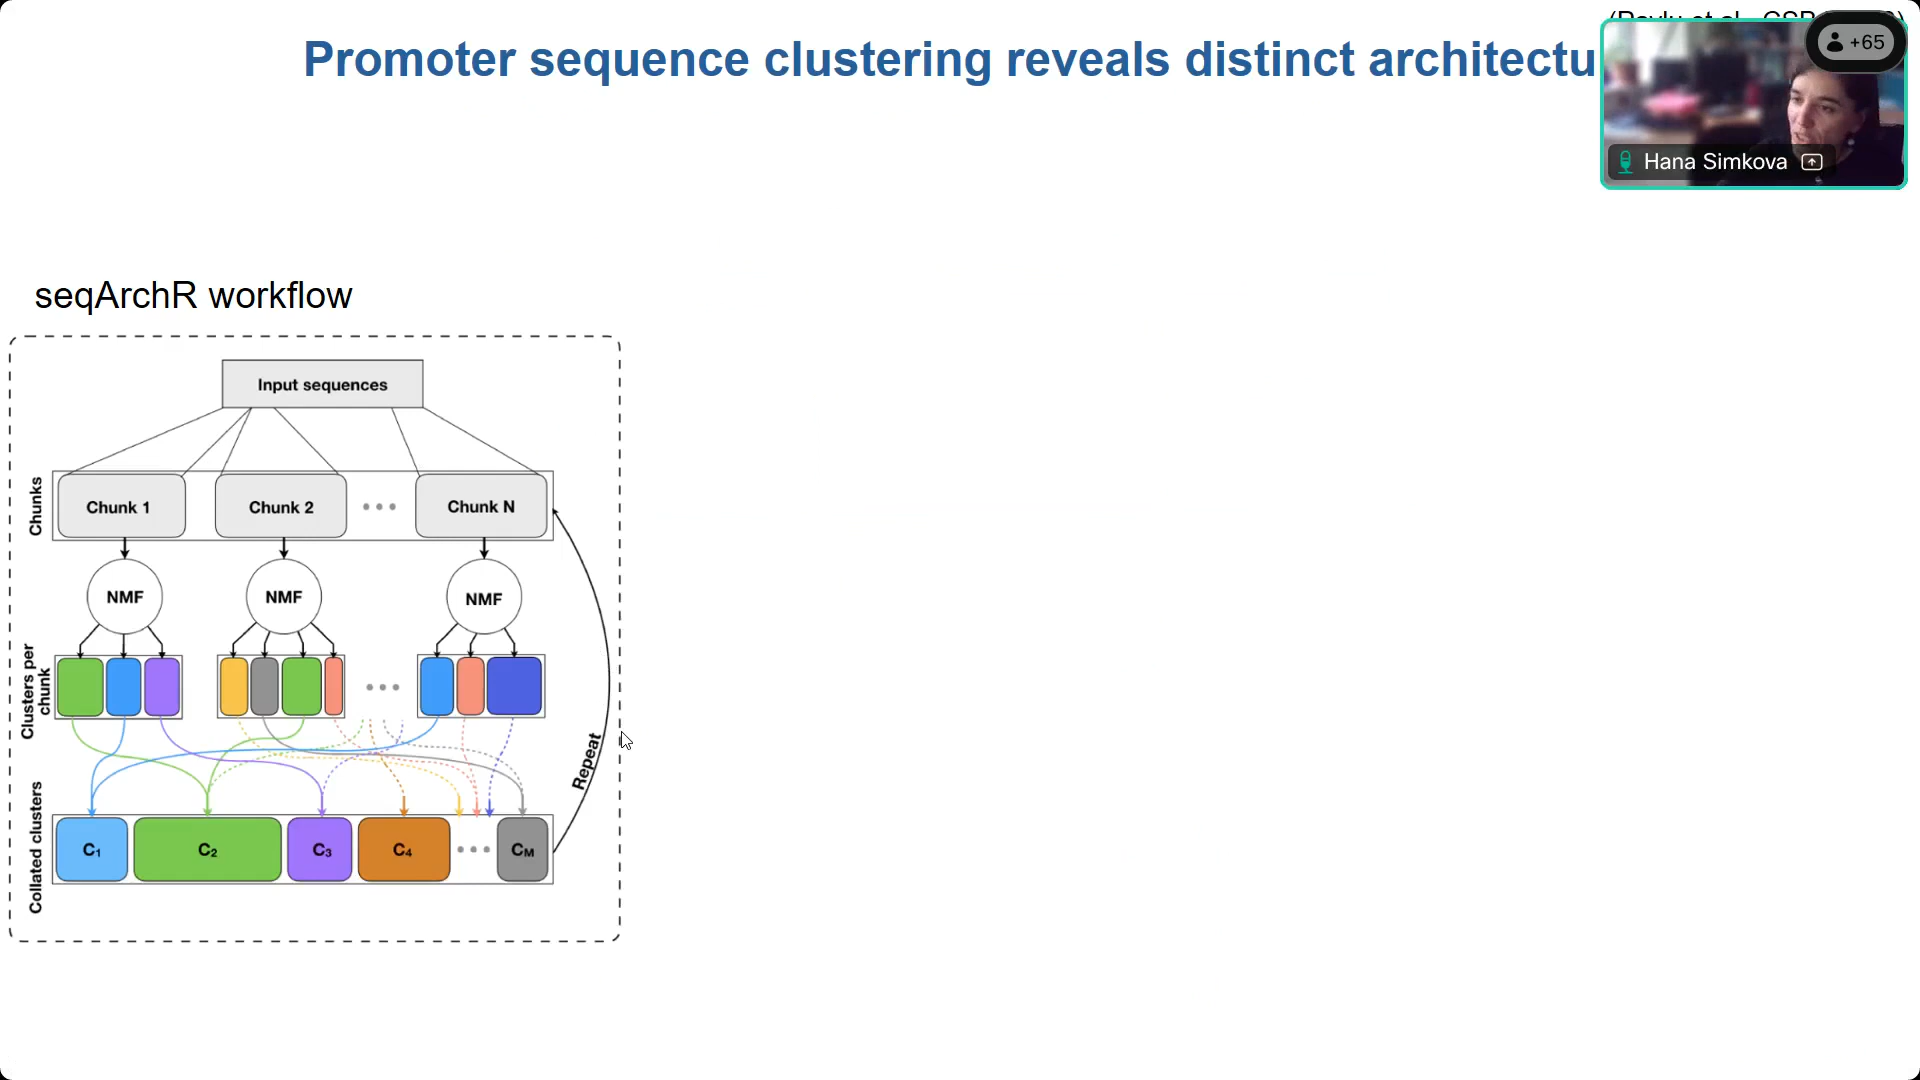 Promoter sequence clustering reveals distinct architectu
+65
Hana Simkova
seqArchR workflow
Input sequences
Chunks
Chunk 1
Chunk 2
Chunk N
NMF
NMF
NMF
Clusters per
chunk
Repeat
Collated clusters
C₁
C₂
C₃
C₄
Cᴍ